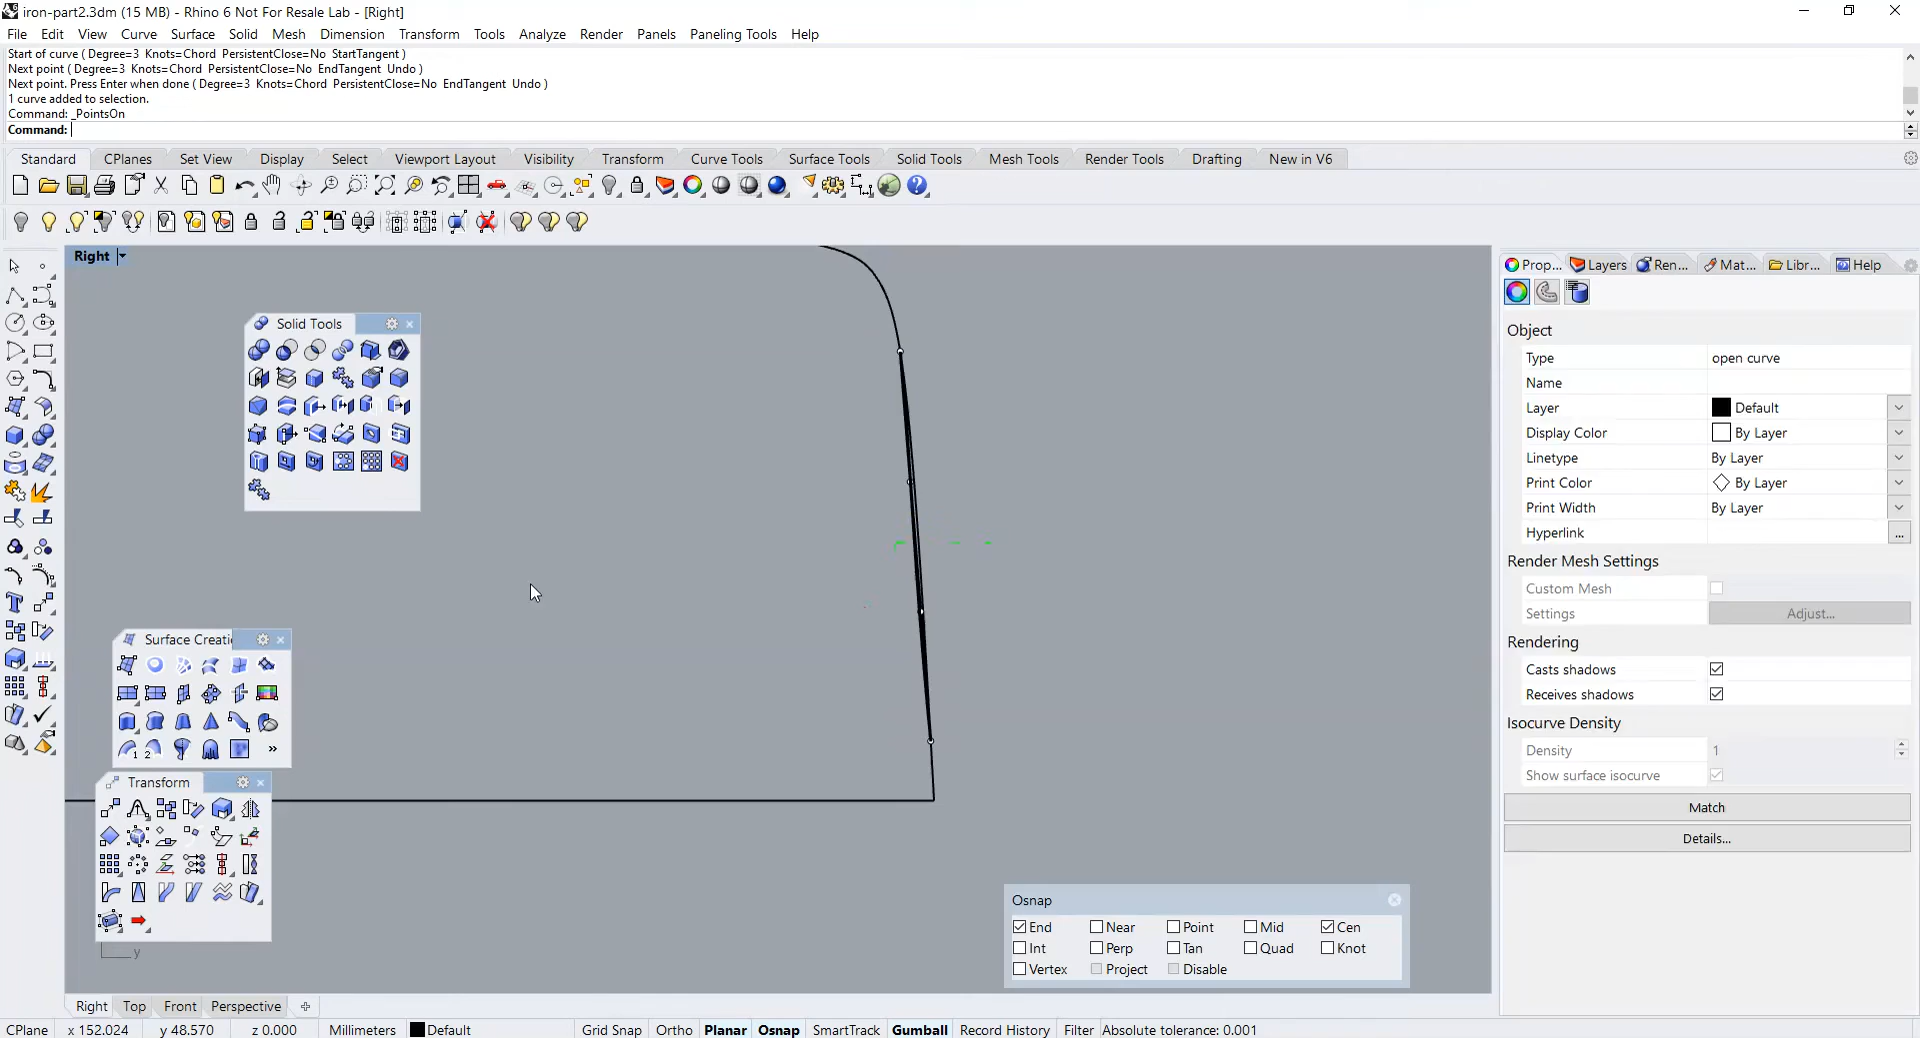 iron-part2.3dm (15 MB) - Rhino 6 Not For Resale Lab - [Right]
File Edit View Curve Surface Solid Mesh Dimension Transform Tools Analyze Render Panels Paneling Tools Help
Start of curve ( Degree=3 Knots=Chord PersistentClose=No StartTangent )
Next point ( Degree=3 Knots=Chord PersistentClose=No EndTangent Undo )
Next point. Press Enter when done ( Degree=3 Knots=Chord PersistentClose=No EndTangent Undo )
1 curve added to selection.
Command: _PointsOn
Command:
Standard CPlanes Set View Display Select Viewport Layout Visibility Transform Curve Tools Surface Tools Solid Tools Mesh Tools Render Tools Drafting New in V6
Right
Prop... Layers Ren... Mat... Libr... Help
Solid Tools
Object
Type open curve
Name
Layer Default
Display Color By Layer
Linetype By Layer
Print Color By Layer
Print Width By Layer
Hyperlink ...
Render Mesh Settings
Custom Mesh
Settings Adjust...
Rendering
Casts shadows
Receives shadows
Isocurve Density
Density 1
Show surface isocurve
Match
Details...
Surface Creati
Transform
y
Osnap
End Near Point Mid Cen
Int Perp Tan Quad Knot
Vertex Project Disable
Right Top Front Perspective
CPlane x 152.024 y 48.570 z 0.000 Millimeters Default Grid Snap Ortho Planar Osnap SmartTrack Gumball Record History Filter Absolute tolerance: 0.001